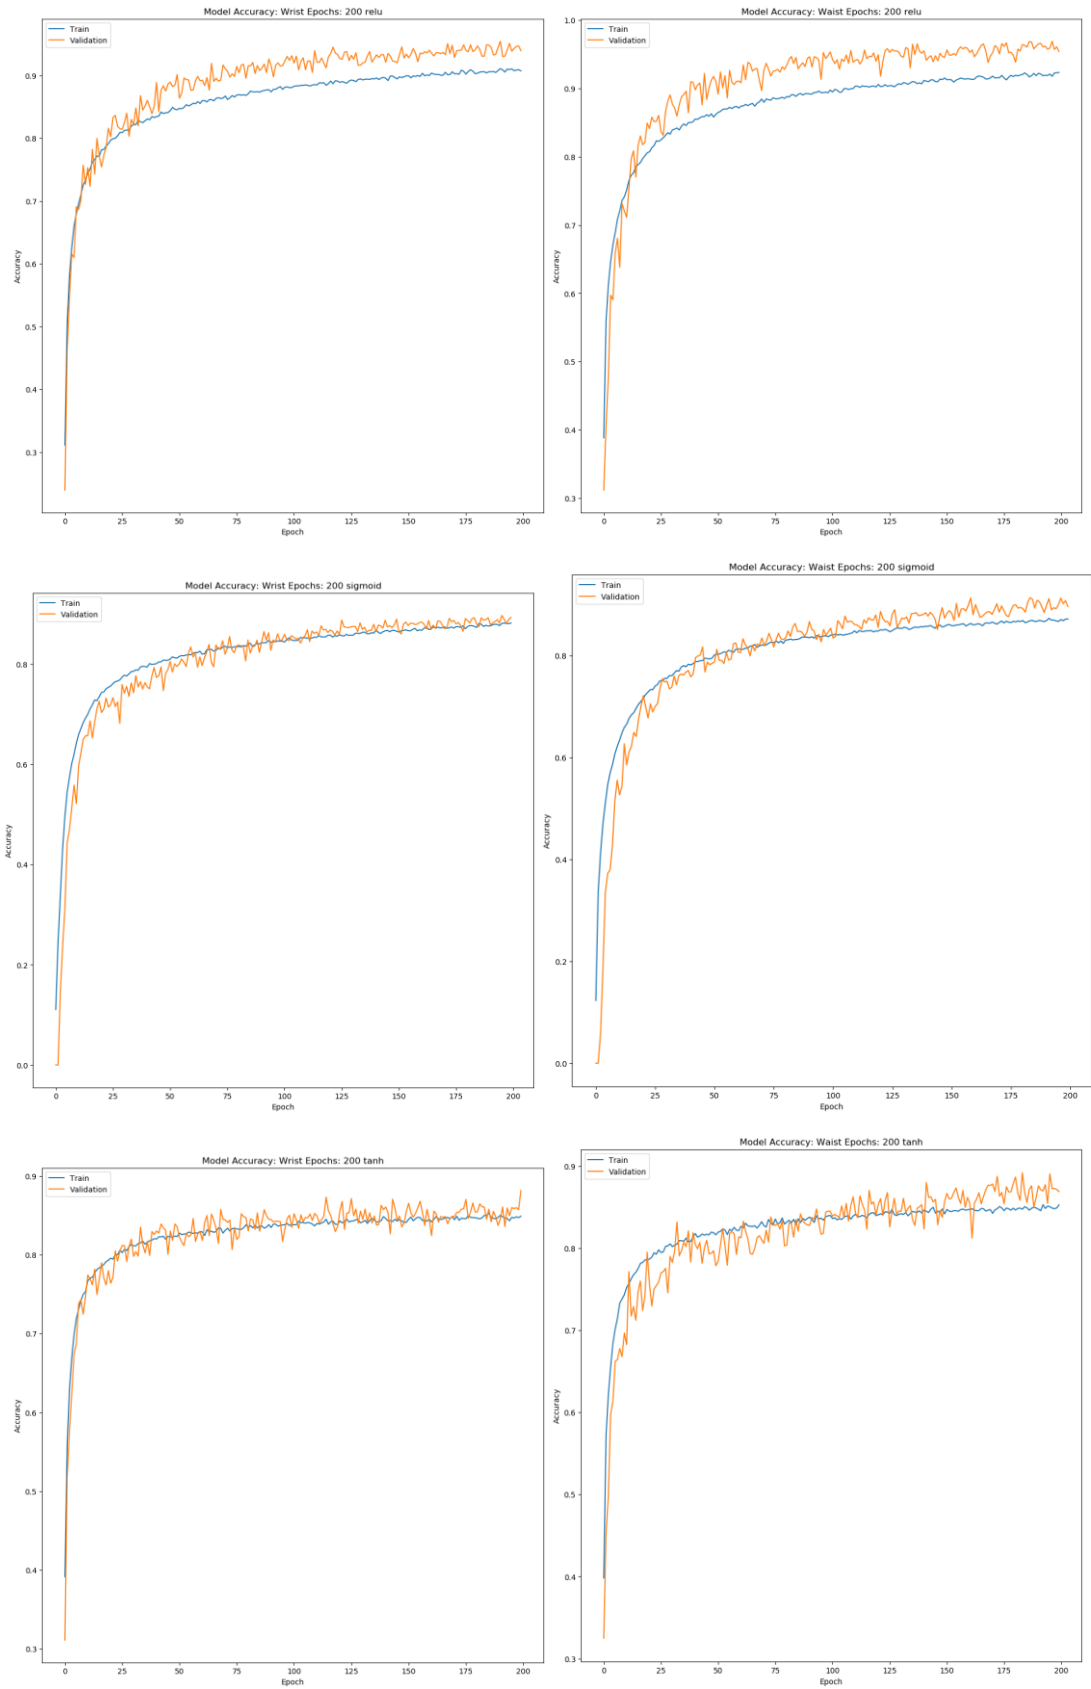 Model Accuracy: Wrist Epochs: 200 relu
Train
Validation
0.9
0.8
0.7
0.6
0.5
0.4
0.3
Accuracy
0 25 50 75 100 125 150 175 200
Epoch
Model Accuracy: Waist Epochs: 200 relu
Train
Validation
1.0
0.9
0.8
0.7
0.6
0.5
0.4
0.3
Accuracy
0 25 50 75 100 125 150 175 200
Epoch
Model Accuracy: Wrist Epochs: 200 sigmoid
Train
Validation
0.8
0.6
0.4
0.2
0.0
Accuracy
0 25 50 75 100 125 150 175 200
Epoch
Model Accuracy: Waist Epochs: 200 sigmoid
Train
Validation
0.8
0.6
0.4
0.2
0.0
Accuracy
0 25 50 75 100 125 150 175 200
Epoch
Model Accuracy: Wrist Epochs: 200 tanh
Train
Validation
0.9
0.8
0.7
0.6
0.5
0.4
0.3
Accuracy
0 25 50 75 100 125 150 175 200
Epoch
Model Accuracy: Waist Epochs: 200 tanh
Train
Validation
0.9
0.8
0.7
0.6
0.5
0.4
0.3
Accuracy
0 25 50 75 100 125 150 175 200
Epoch